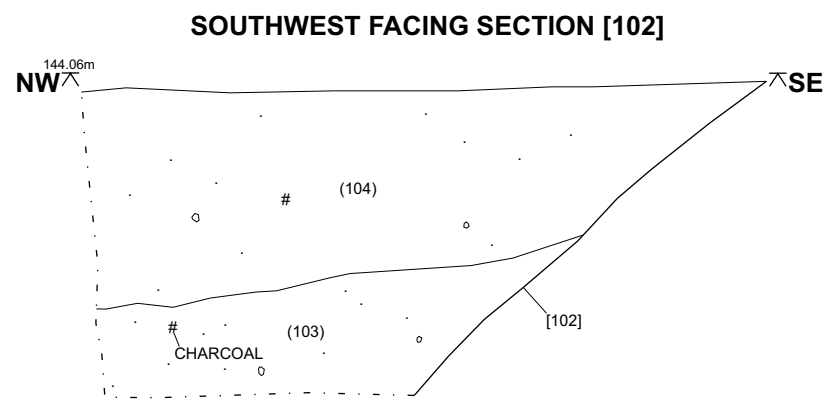 SOUTHWEST FACING SECTION [102]
144.06m
NW
SE
(104)
#
[102]
(103)
#
CHARCOAL